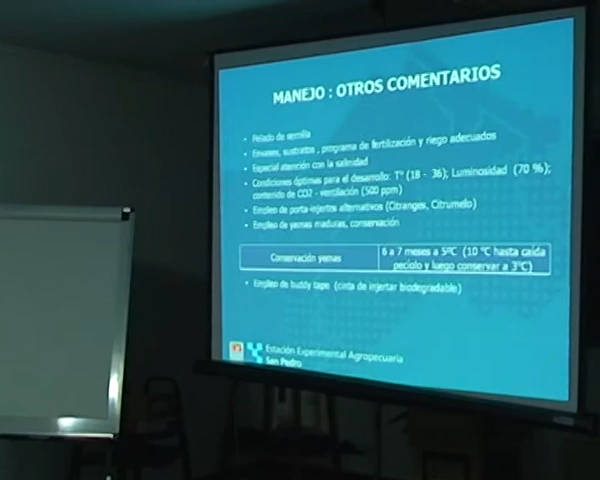 MANEJO : OTROS COMENTARIOS
• Pelado de semilla
• Envases, sustratos , programa de fertilización y riego adecuados
• Especial atención con la salinidad
• Condiciones óptimas para el desarrollo: Tº (18 - 36); Luminosidad (70 %);
contenido de CO2 - ventilación (500 ppm)
• Empleo de porta-injertos alternativos (Citranges, Citrumelo)
• Empleo de yemas maduras, conservación
Conservación yemas
6 a 7 meses a 5ºC (10 ºC hasta caída
pecíolo y luego conservar a 3ºC)
• Empleo de buddy tape (cinta de injertar biodegradable)
Estación Experimental Agropecuaria
San Pedro